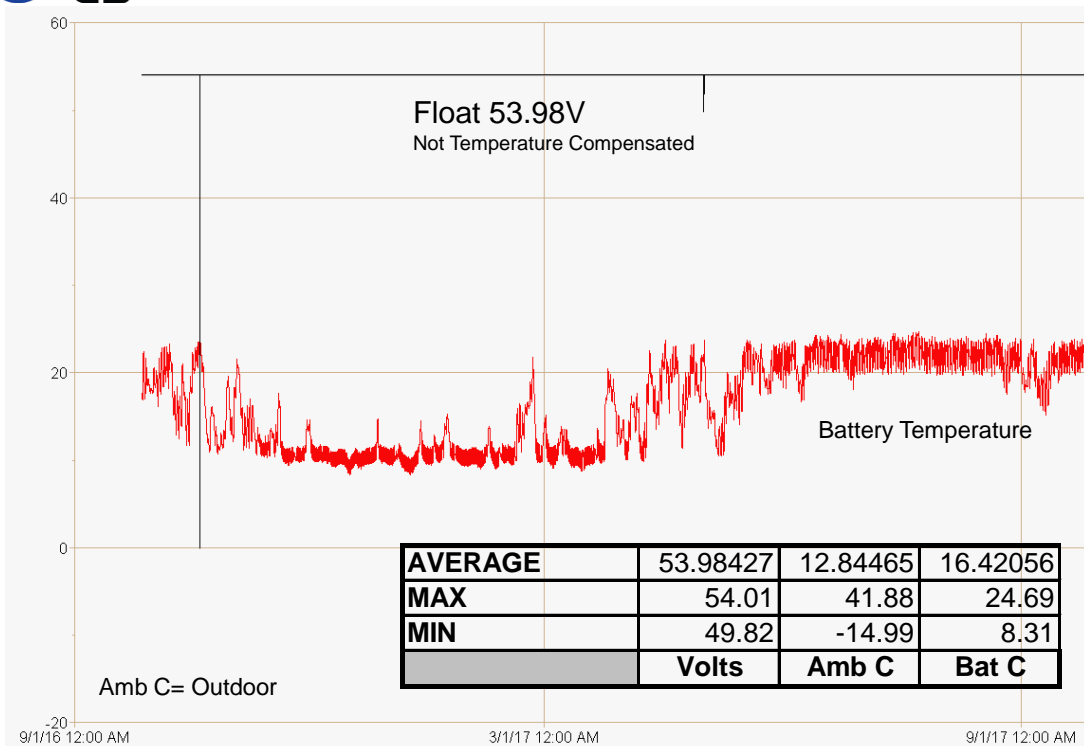 60
Float 53.98V
Not Temperature Compensated
40
20
Battery Temperature
0
AVERAGE 53.98427 12.84465 16.42056
MAX 54.01 41.88 24.69
MIN 49.82 -14.99 8.31
Volts Amb C Bat C
Amb C= Outdoor
-20
9/1/16 12:00 AM 3/1/17 12:00 AM 9/1/17 12:00 AM